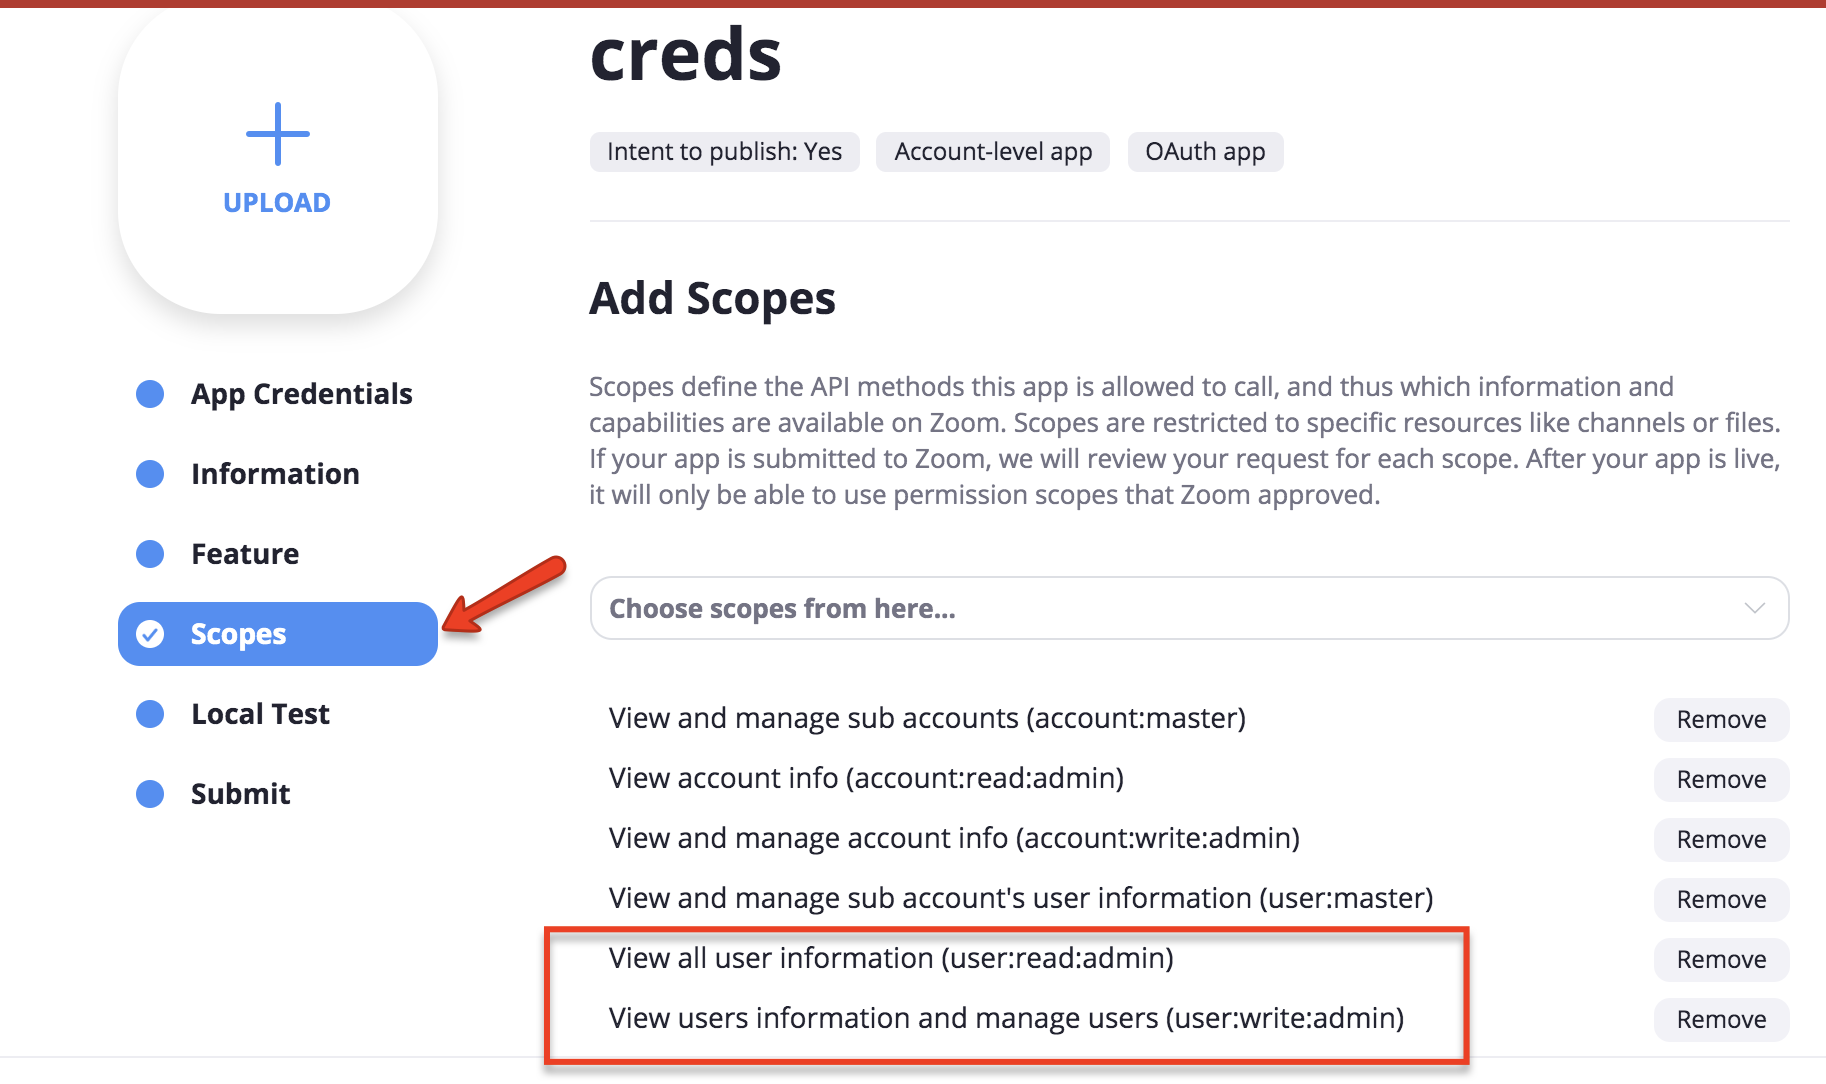 creds
Intent to publish: Yes
Account-level app
OAuth app
UPLOAD
Add Scopes
Scopes define the API methods this app is allowed to call, and thus which information and
capabilities are available on Zoom. Scopes are restricted to specific resources like channels or files.
If your app is submitted to Zoom, we will review your request for each scope. After your app is live,
it will only be able to use permission scopes that Zoom approved.
App Credentials
Information
Feature
Scopes
Local Test
Submit
Choose scopes from here...
View and manage sub accounts (account:master) Remove
View account info (account:read:admin) Remove
View and manage account info (account:write:admin) Remove
View and manage sub account's user information (user:master) Remove
View all user information (user:read:admin) Remove
View users information and manage users (user:write:admin) Remove